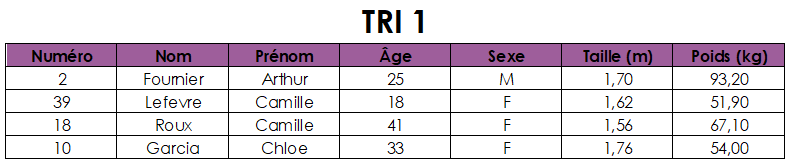 TRI 1
Numéro Nom Prénom Âge Sexe Taille (m) Poids (kg)
2 Fournier Arthur 25 M 1,70 93,20
39 Lefevre Camille 18 F 1,62 51,90
18 Roux Camille 41 F 1,56 67,10
10 Garcia Chloe 33 F 1,76 54,00